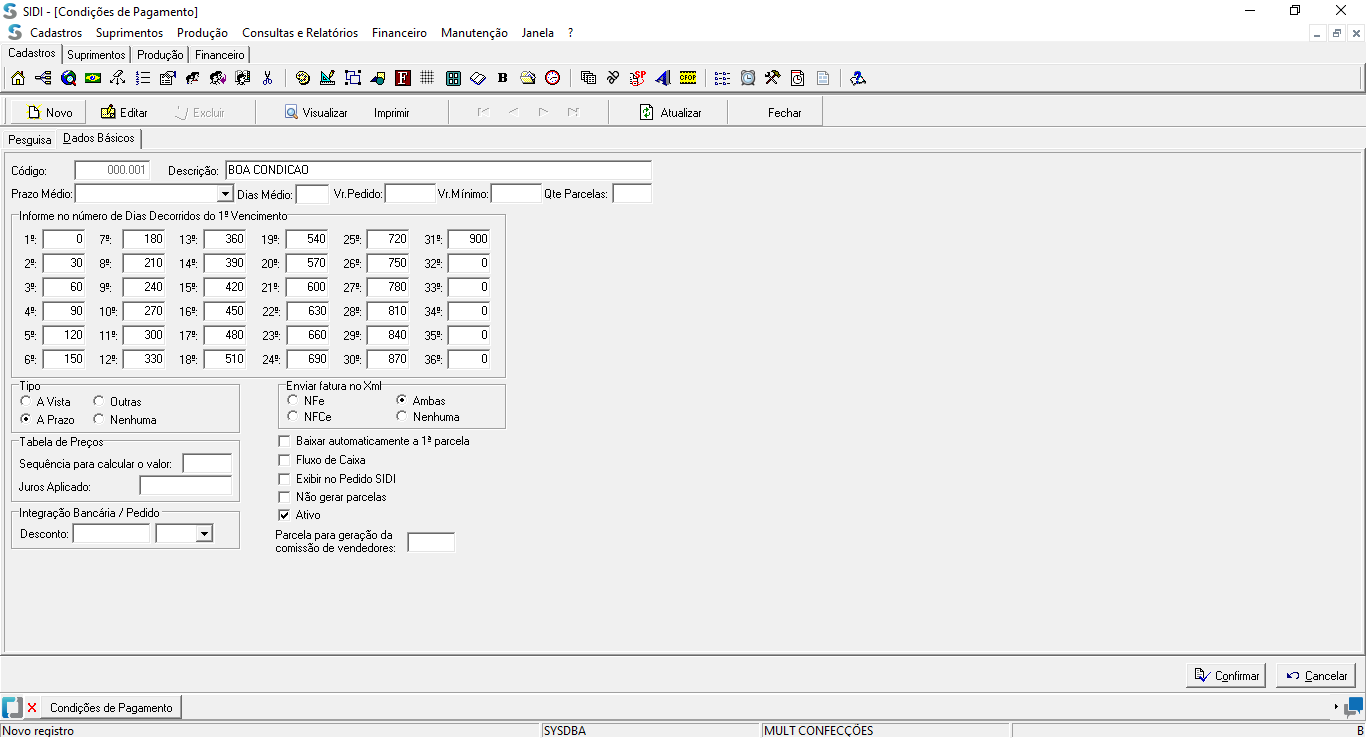 SIDI - [Condições de Pagamento]
Cadastros Suprimentos Produção Consultas e Relatórios Financeiro Manutenção Janela ?
Cadastros Suprimentos Produção Financeiro
F B SP CFOP
Novo Editar Excluir Visualizar Imprimir Atualizar Fechar
Pesquisa Dados Básicos
Código: 000.001 Descrição: BOA CONDICAO
Prazo Médio: Dias Médio: Vr.Pedido: Vr.Mínimo: Qte Parcelas:
Informe no número de Dias Decorridos do 1º Vencimento
1º: 0 7º: 180 13º: 360 19º: 540 25º: 720 31º: 900
2º: 30 8º: 210 14º: 390 20º: 570 26º: 750 32º: 0
3º: 60 9º: 240 15º: 420 21º: 600 27º: 780 33º: 0
4º: 90 10º: 270 16º: 450 22º: 630 28º: 810 34º: 0
5º: 120 11º: 300 17º: 480 23º: 660 29º: 840 35º: 0
6º: 150 12º: 330 18º: 510 24º: 690 30º: 870 36º: 0
Tipo
A Vista Outras
A Prazo Nenhuma
Enviar fatura no Xml
NFe Ambas
NFCe Nenhuma
Tabela de Preços
Sequência para calcular o valor:
Juros Aplicado:
Integração Bancária / Pedido
Desconto:
Baixar automaticamente a 1ª parcela
Fluxo de Caixa
Exibir no Pedido SIDI
Não gerar parcelas
Ativo
Parcela para geração da
comissão de vendedores:
Confirmar Cancelar
Condições de Pagamento
Novo registro SYSDBA MULT CONFECÇÕES B